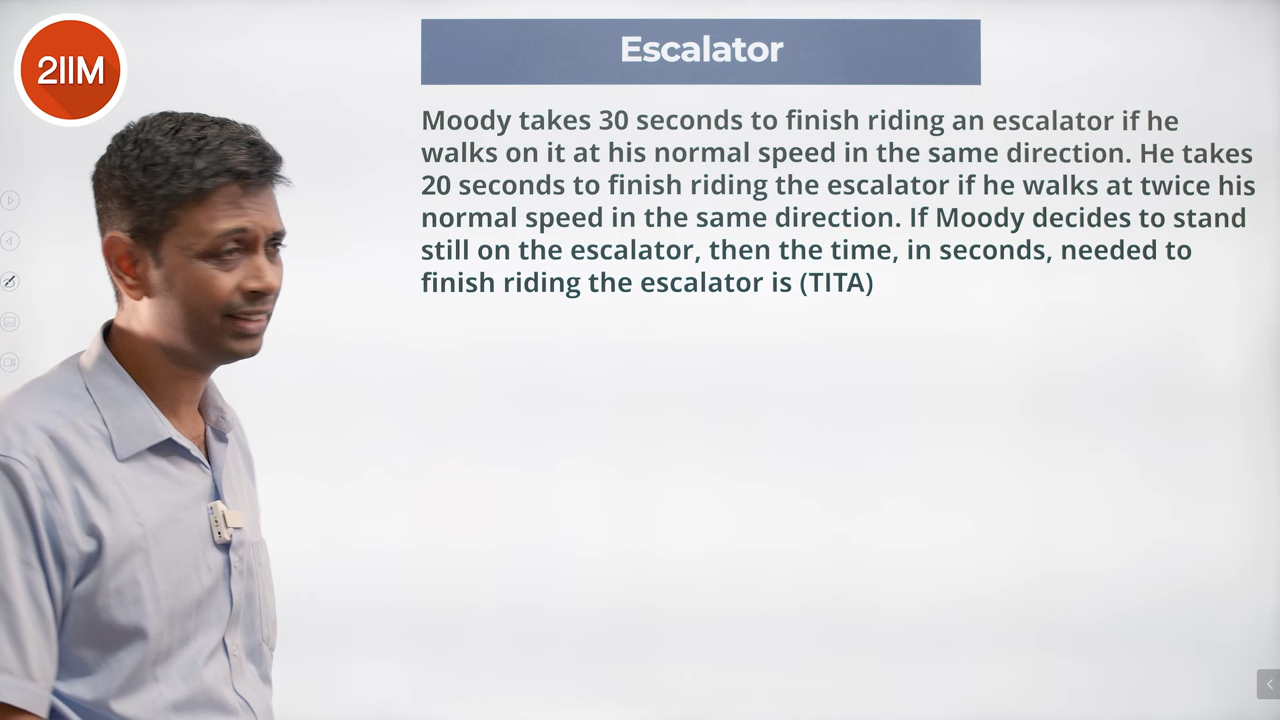 2IIM
Escalator
Moody takes 30 seconds to finish riding an escalator if he
walks on it at his normal speed in the same direction. He takes
20 seconds to finish riding the escalator if he walks at twice his
normal speed in the same direction. If Moody decides to stand
still on the escalator, then the time, in seconds, needed to
finish riding the escalator is (TITA)